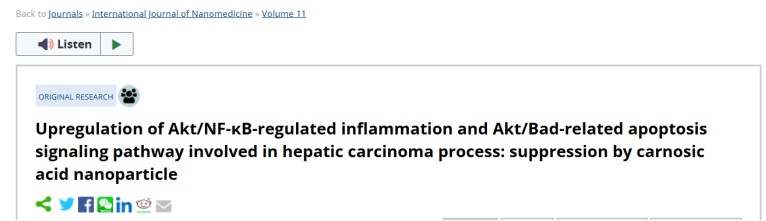 Back to Journals » International Journal of Nanomedicine » Volume 11
Listen
ORIGINAL RESEARCH
Upregulation of Akt/NF-κB-regulated inflammation and Akt/Bad-related apoptosis
signaling pathway involved in hepatic carcinoma process: suppression by carnosic
acid nanoparticle